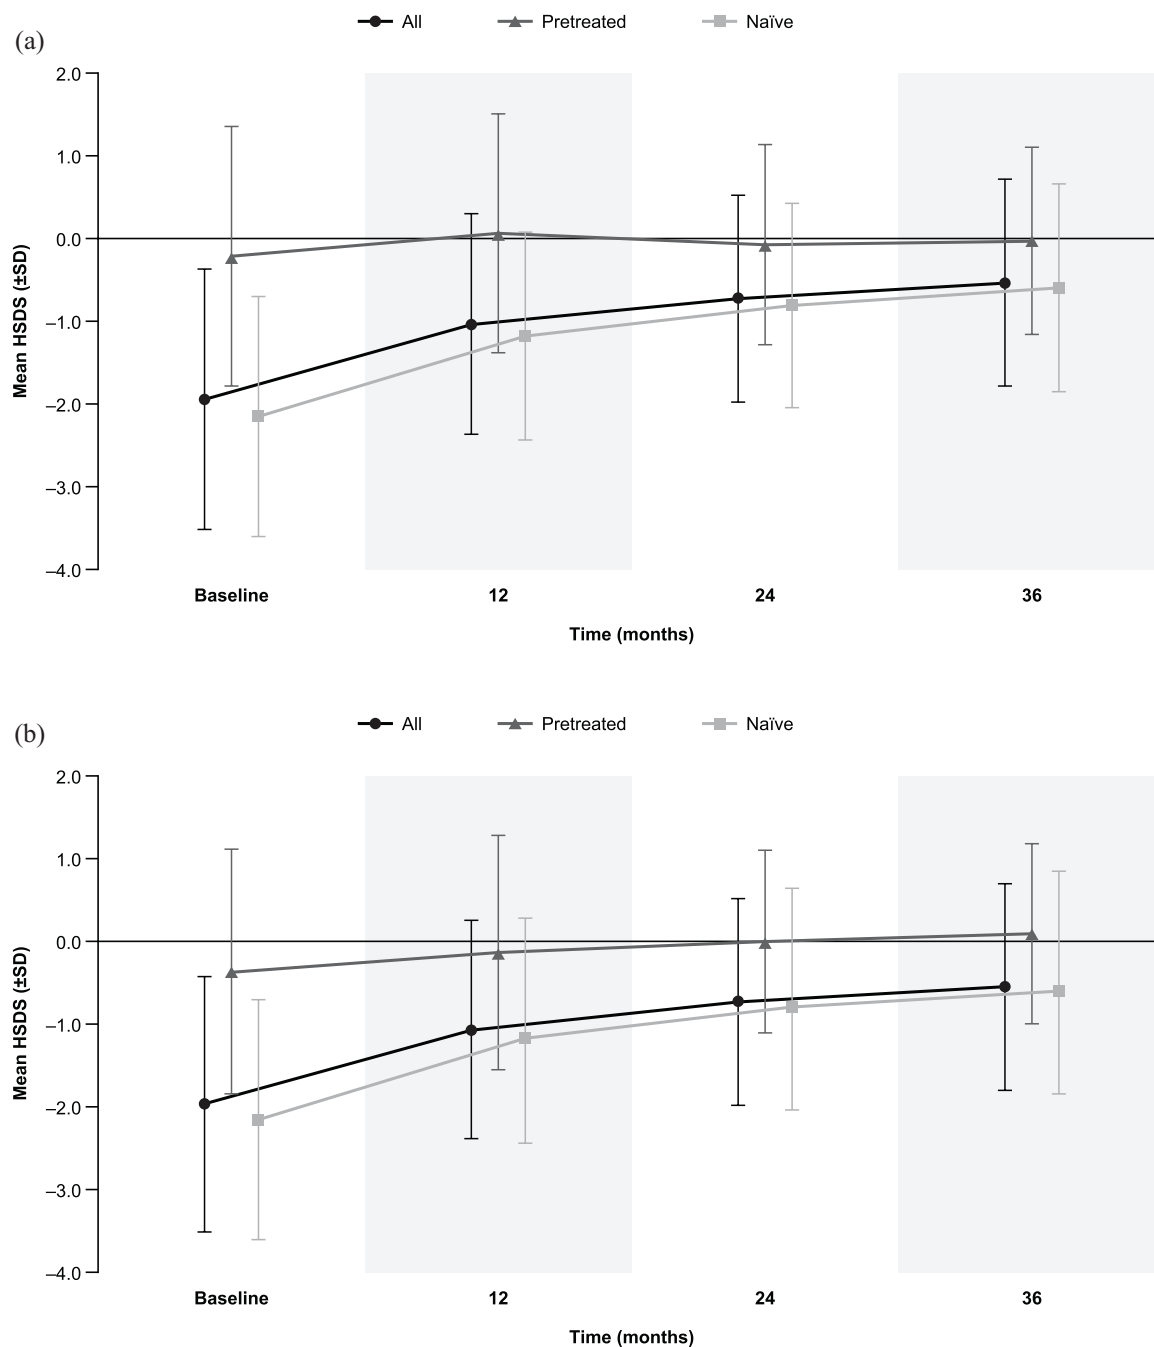 All Pretreated Naïve
(a)
2.0
1.0
0.0
–1.0
–2.0
–3.0
–4.0
Mean HSDS (±SD)
Baseline 12 24 36
Time (months)
All Pretreated Naïve
(b)
2.0
1.0
0.0
–1.0
–2.0
–3.0
–4.0
Mean HSDS (±SD)
Baseline 12 24 36
Time (months)